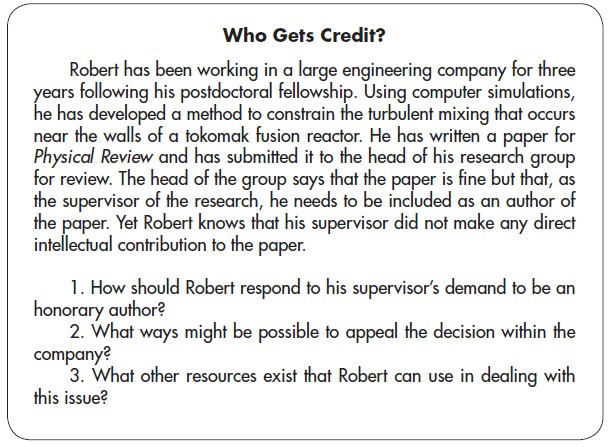 Who Gets Credit?
Robert has been working in a large engineering company for three
years following his postdoctoral fellowship. Using computer simulations,
he has developed a method to constrain the turbulent mixing that occurs
near the walls of a tokomak fusion reactor. He has written a paper for
Physical Review and has submitted it to the head of his research group
for review. The head of the group says that the paper is fine but that, as
the supervisor of the research, he needs to be included as an author of
the paper. Yet Robert knows that his supervisor did not make any direct
intellectual contribution to the paper.
1. How should Robert respond to his supervisor's demand to be an
honorary author?
2. What ways might be possible to appeal the decision within the
company?
3. What other resources exist that Robert can use in dealing with
this issue?